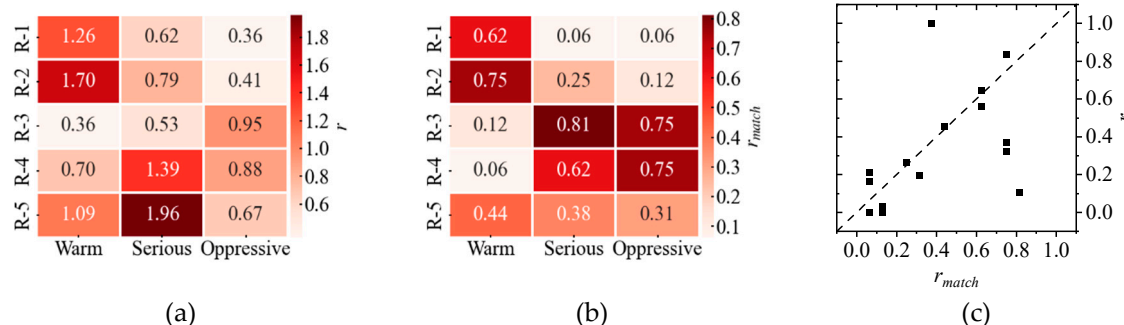 R-1 1.26 0.62 0.36
R-2 1.70 0.79 0.41
R-3 0.36 0.53 0.95
R-4 0.70 1.39 0.88
R-5 1.09 1.96 0.67
Warm Serious Oppressive
1.8
1.6
1.4
1.2
1.0
0.8
0.6
0.4
r
(a)
R-1 0.62 0.06 0.06
R-2 0.75 0.25 0.12
R-3 0.12 0.81 0.75
R-4 0.06 0.62 0.75
R-5 0.44 0.38 0.31
Warm Serious Oppressive
0.8
0.7
0.6
0.5
0.4
0.3
0.2
0.1
r_match
(b)
1.0
0.8
0.6
0.4
0.2
0.0
0.0 0.2 0.4 0.6 0.8 1.0
r_match
(c)